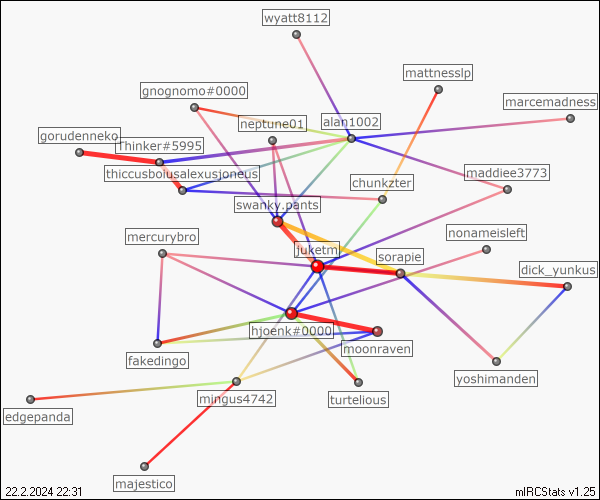 wyatt8112
mattnesslp
gnognomo#0000
marcemadness
neptune01
alan1002
gorudenneko
Thinker#5995
thiccusbolusalexusjoneus
maddiee3773
chunkzter
swanky.pants
nonameisleft
mercurybro
juketm
sorapie
dick_yunkus
hjoenk#0000
moonraven
fakedingo
yoshimanden
mingus4742
turtelious
edgepanda
majestico
22.2.2024 22:31
mIRCStats v1.25